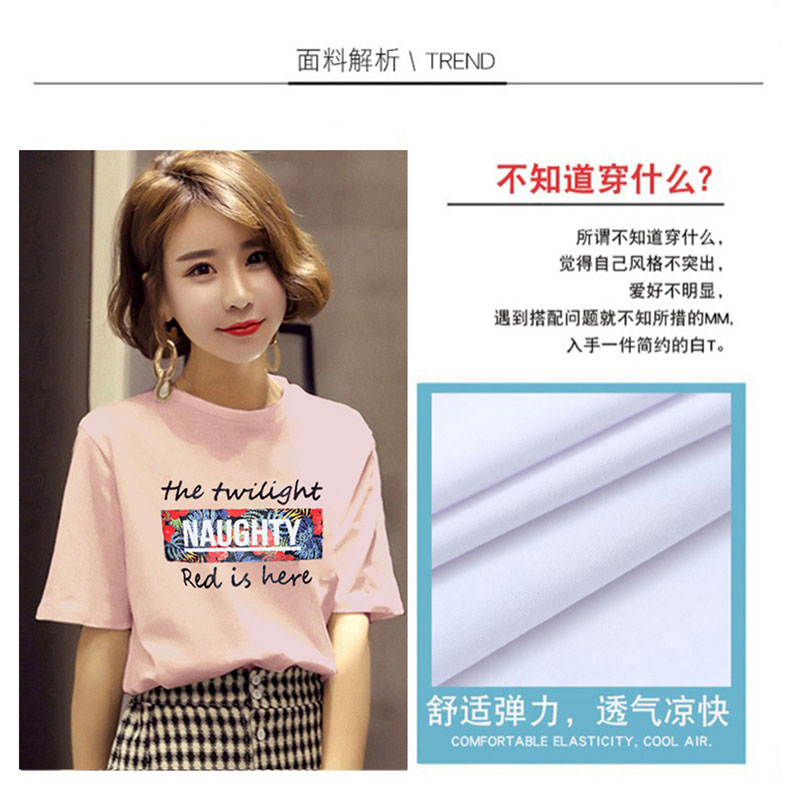 面料解析 \ TREND
不知道穿什么?
所谓不知道穿什么,
觉得自己风格不突出,
爱好不明显,
遇到搭配问题就不知所措的MM,
入手一件简约的白T。
the twilight
NAUGHTY
Red is here
舒适弹力，透气凉快
COMFORTABLE ELASTICITY, COOL AIR.